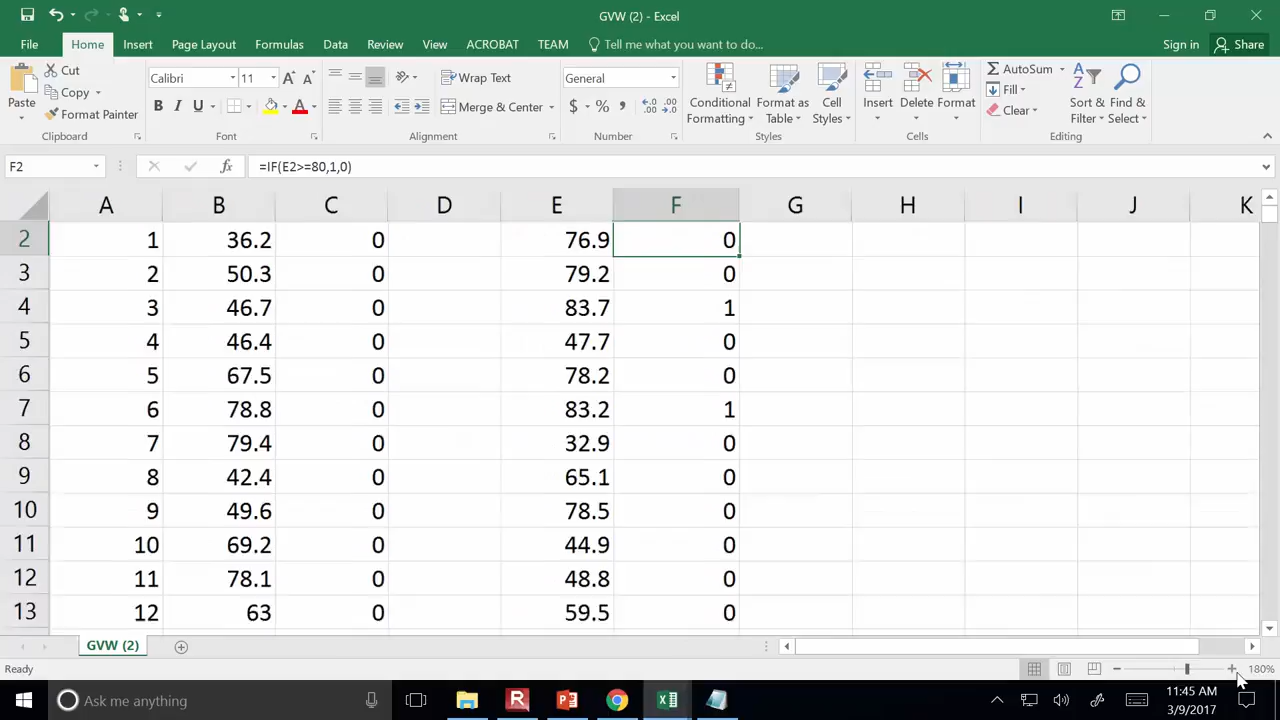 GVW (2) - Excel
File Home Insert Page Layout Formulas Data Review View ACROBAT TEAM Tell me what you want to do... Sign in Share
Paste Cut Copy Format Painter Clipboard
Calibri 11 B I U A Font
Wrap Text Merge & Center Alignment
General $ % , Number
Conditional Formatting Format as Table Cell Styles Styles
Insert Delete Format Cells
AutoSum Fill Clear Sort & Filter Find & Select Editing
F2 fx =IF(E2>=80,1,0)
A B C D E F G H I J K
2 1 36.2 0 76.9 0
3 2 50.3 0 79.2 0
4 3 46.7 0 83.7 1
5 4 46.4 0 47.7 0
6 5 67.5 0 78.2 0
7 6 78.8 0 83.2 1
8 7 79.4 0 32.9 0
9 8 42.4 0 65.1 0
10 9 49.6 0 78.5 0
11 10 69.2 0 44.9 0
12 11 78.1 0 48.8 0
13 12 63 0 59.5 0
GVW (2)
Ready 180%
Ask me anything 11:45 AM
3/9/2017